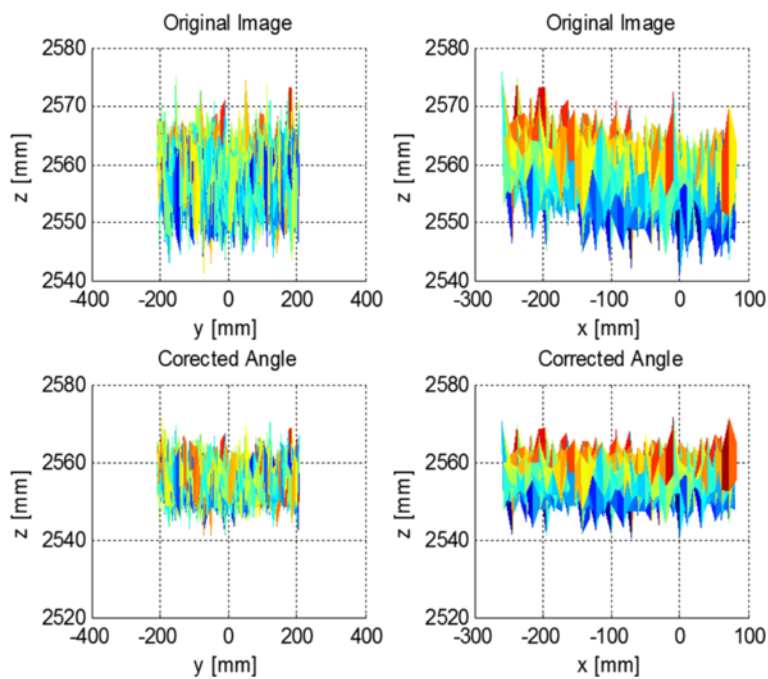 Original Image
2580
2570
2560
2550
2540
z [mm]
-400 -200 0 200 400
y [mm]
Original Image
2580
2570
2560
2550
2540
z [mm]
-300 -200 -100 0 100
x [mm]
Corected Angle
2580
2560
2540
2520
z [mm]
-400 -200 0 200 400
y [mm]
Corrected Angle
2580
2560
2540
2520
z [mm]
-300 -200 -100 0 100
x [mm]